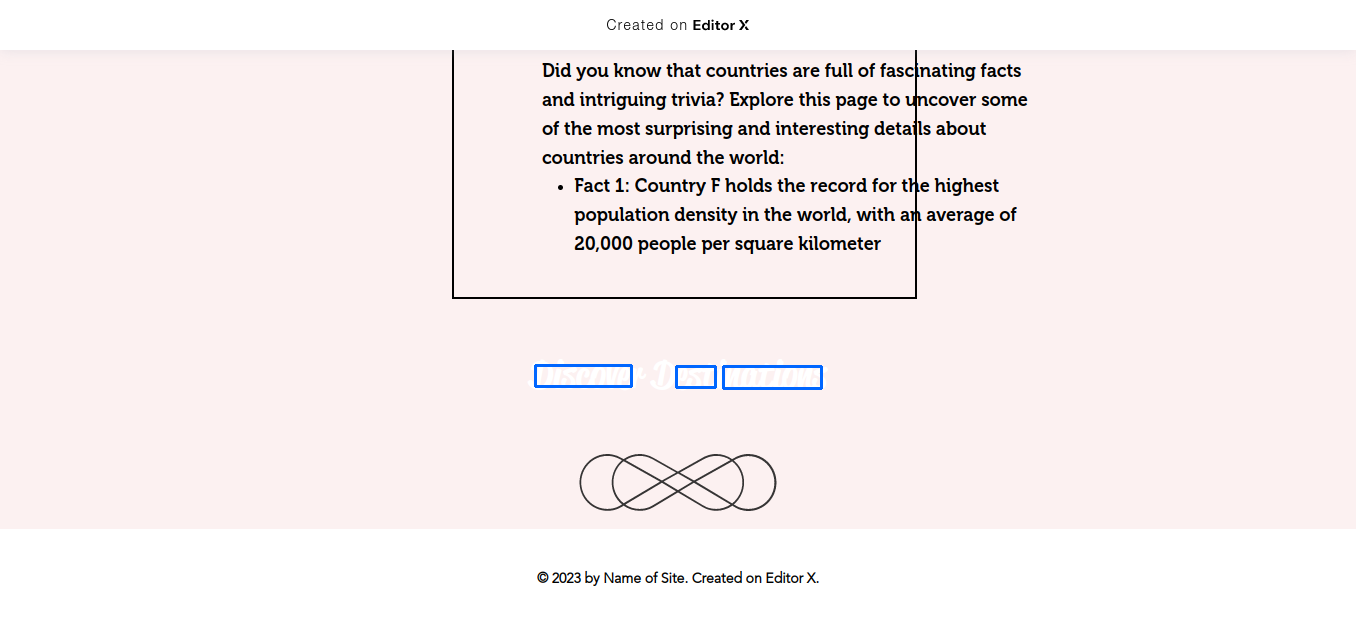 Created on Editor X
Did you know that countries are full of fascinating facts
and intriguing trivia? Explore this page to uncover some
of the most surprising and interesting details about
countries around the world:
• Fact 1: Country F holds the record for the highest
population density in the world, with an average of
20,000 people per square kilometer
Discover Destinations
© 2023 by Name of Site. Created on Editor X.